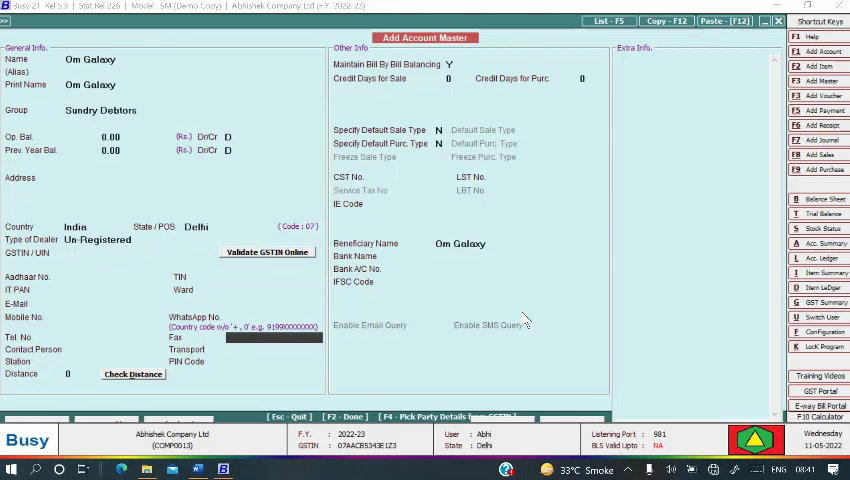 Busy 21 Rel 5.3 | Stat Rel 226 | Model : SM (Demo Copy) | Abhishek Company Ltd (F.Y. 2022-23)
>>
List - F5
Copy - F12
Paste - [F12]
Add Account Master
General Info.
Name Om Galaxy
(Alias)
Print Name Om Galaxy
Group Sundry Debtors
Op. Bal. 0.00 (Rs.) Dr/Cr D
Prev. Year Bal. 0.00 (Rs.) Dr/Cr D
Address
Country India State / POS Delhi ( Code : 07 )
Type of Dealer Un-Registered
GSTIN / UIN Validate GSTIN Online
Aadhaar No. TIN
IT PAN Ward
E-Mail
Mobile No. WhatsApp No.
(Country code w/o '+ , 0' e.g. 9199XXXXXXXX)
Tel. No. Fax
Contact Person Transport
Station PIN Code
Distance 0 Check Distance
Other Info
Maintain Bill By Bill Balancing Y
Credit Days for Sale 0 Credit Days for Purc. 0
Specify Default Sale Type N Default Sale Type
Specify Default Purc. Type N Default Purc. Type
Freeze Sale Type Freeze Purc. Type
CST No. LST No.
Service Tax No LBT No.
IE Code
Beneficiary Name Om Galaxy
Bank Name
Bank A/C No.
IFSC Code
Enable Email Query Enable SMS Query
Extra Info.
[ Esc - Quit ] [ F2 - Done ] [ F4 - Pick Party Details from GSTIN ]
Shortcut Keys
F1 Help
F1 Add Account
F2 Add Item
F3 Add Master
F3 Add Voucher
F5 Add Payment
F6 Add Receipt
F7 Add Journal
F8 Add Sales
F9 Add Purchase
B Balance Sheet
T Trial Balance
S Stock Status
A Acc. Summary
L Acc. Ledger
I Item Summary
D Item LeDger
G GST Summary
U Switch User
F Configuration
K LocK Program
Training Videos
GST Portal
E-way Bill Portal
F10 Calculator
Busy
Abhishek Company Ltd
(COMP0013)
F.Y. : 2022-23
GSTIN : 07AACB5343E1Z3
User : Abhi
State : Delhi
Listening Port : 981
BLS Valid Upto : NA
Wednesday
11-05-2022
33°C Smoke
ENG
08:41